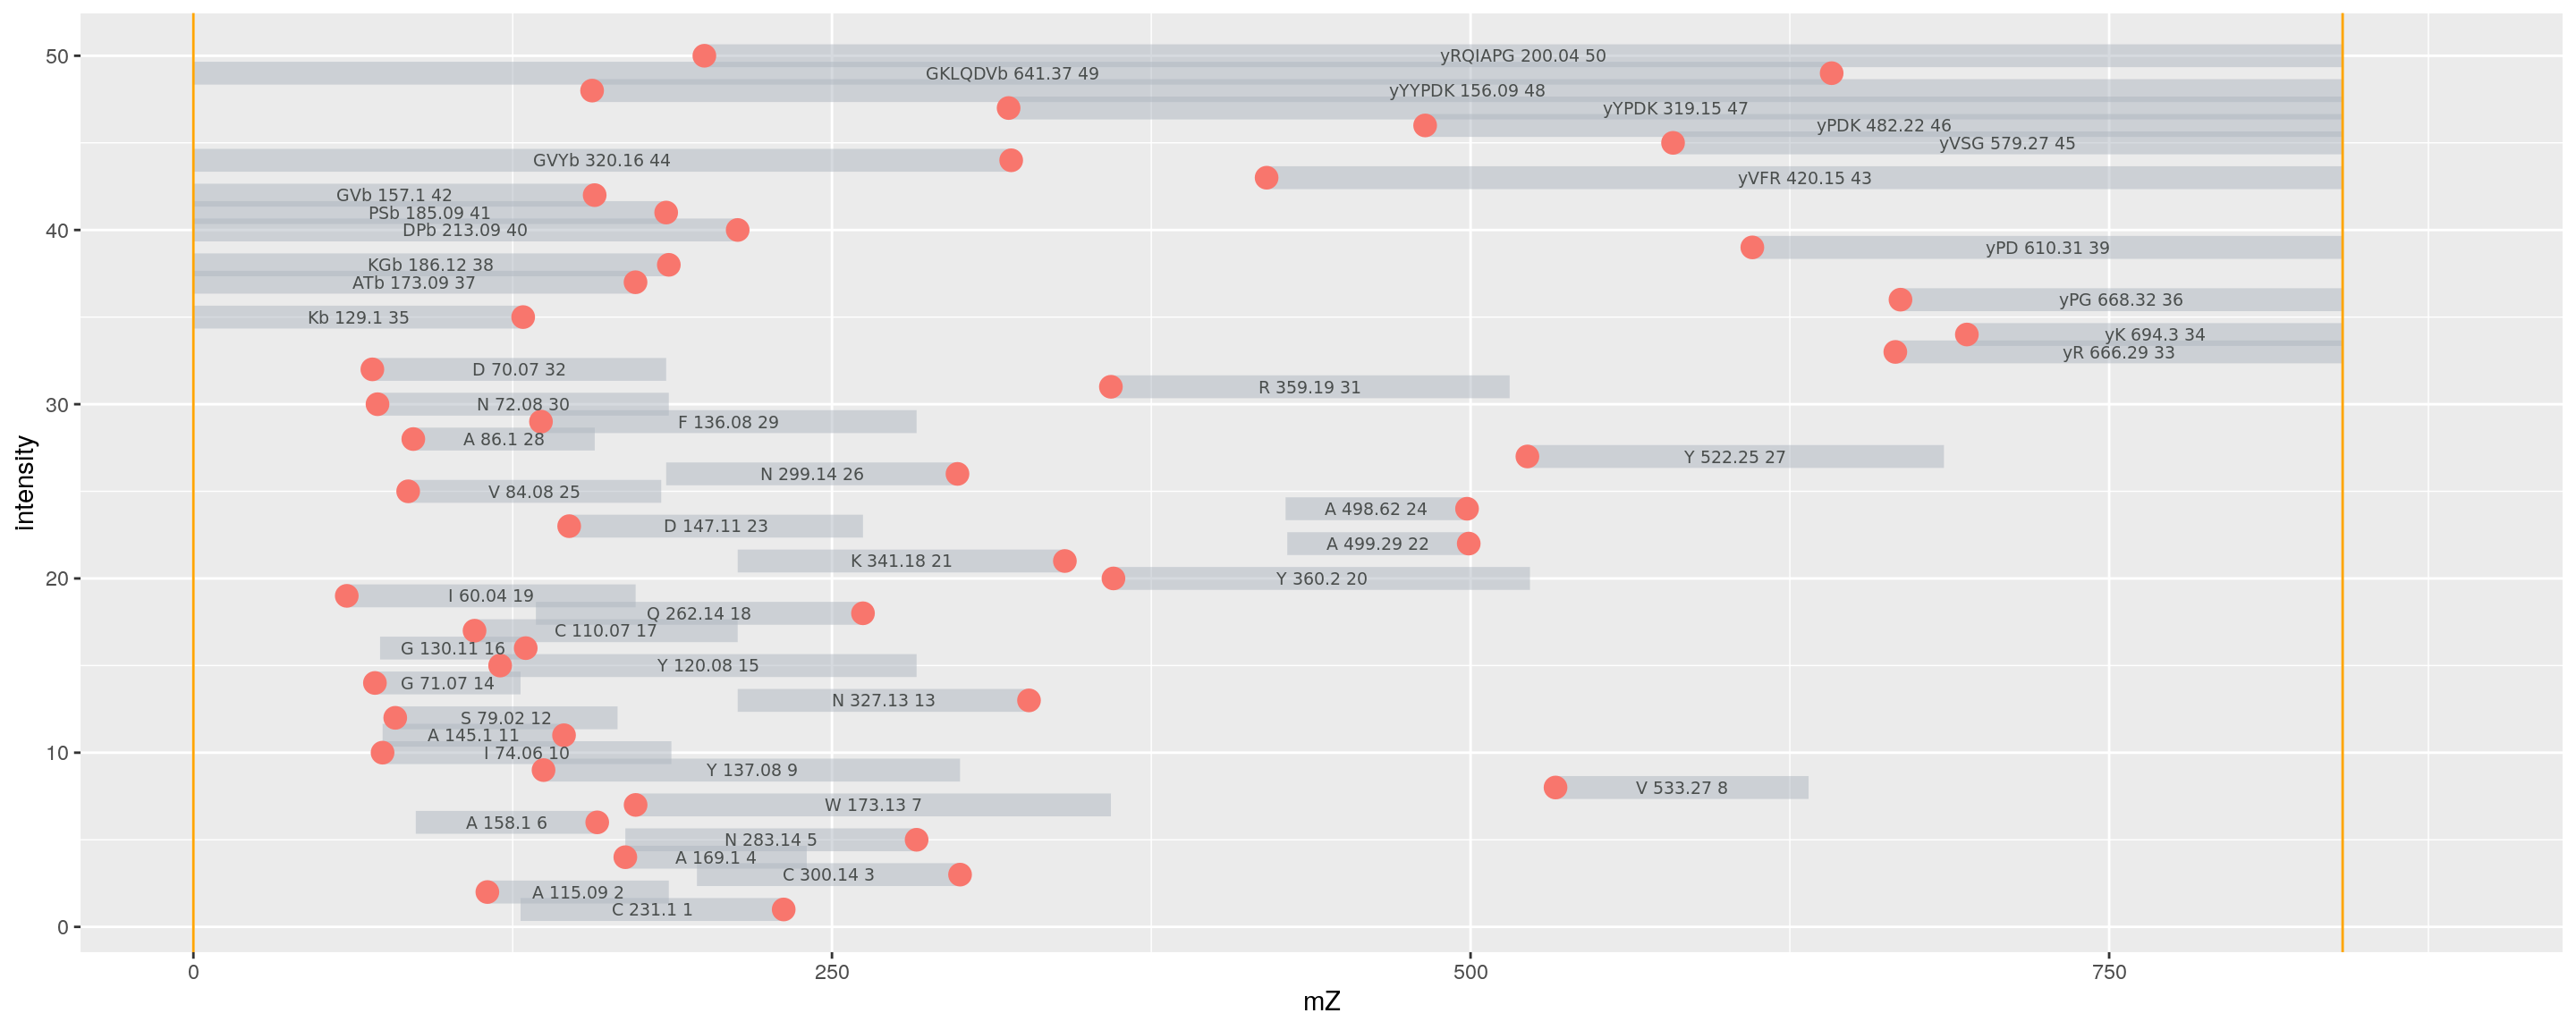 50
yRQIAPG 200.04 50
GKLQDVb 641.37 49
yYYPDK 156.09 48
yYPDK 319.15 47
yPDK 482.22 46
yVSG 579.27 45
GVYb 320.16 44
yVFR 420.15 43
GVb 157.1 42
PSb 185.09 41
40
DPb 213.09 40
yPD 610.31 39
KGb 186.12 38
ATb 173.09 37
yPG 668.32 36
Kb 129.1 35
yK 694.3 34
yR 666.29 33
D 70.07 32
R 359.19 31
30
N 72.08 30
F 136.08 29
A 86.1 28
Y 522.25 27
N 299.14 26
V 84.08 25
A 498.62 24
D 147.11 23
A 499.29 22
K 341.18 21
20
Y 360.2 20
I 60.04 19
Q 262.14 18
C 110.07 17
G 130.11 16
Y 120.08 15
G 71.07 14
N 327.13 13
S 79.02 12
A 145.1 11
10
I 74.06 10
Y 137.08 9
V 533.27 8
W 173.13 7
A 158.1 6
N 283.14 5
A 169.1 4
C 300.14 3
A 115.09 2
C 231.1 1
0
intensity
0 250 500 750
mZ